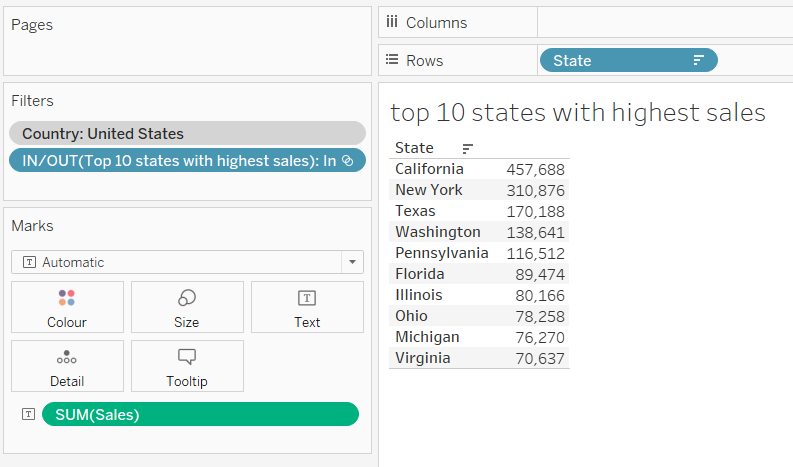 Pages
Columns
Rows
State
Filters
Country: United States
IN/OUT(Top 10 states with highest sales): In
Marks
T Automatic
Colour
Size
T
Text
Detail
Tooltip
T SUM(Sales)
top 10 states with highest sales
State
California 457,688
New York 310,876
Texas 170,188
Washington 138,641
Pennsylvania 116,512
Florida 89,474
Illinois 80,166
Ohio 78,258
Michigan 76,270
Virginia 70,637